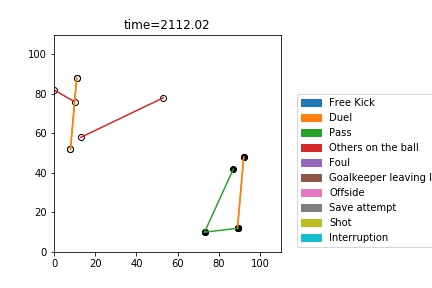 time=2112.02
100
80
60
40
20
0
0 20 40 60 80 100
Free Kick
Duel
Pass
Others on the ball
Foul
Goalkeeper leaving l
Offside
Save attempt
Shot
Interruption